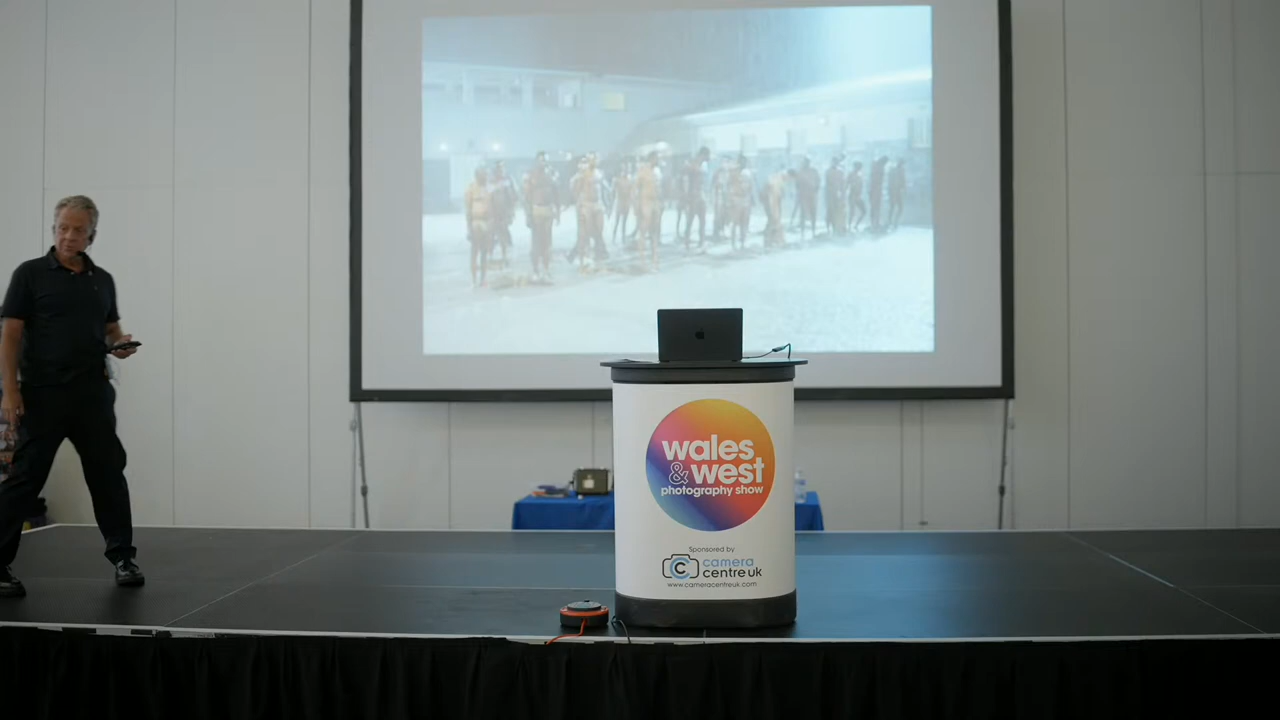 wales
& west
photography show
Sponsored by
camera
centre uk
www.cameracentreuk.com